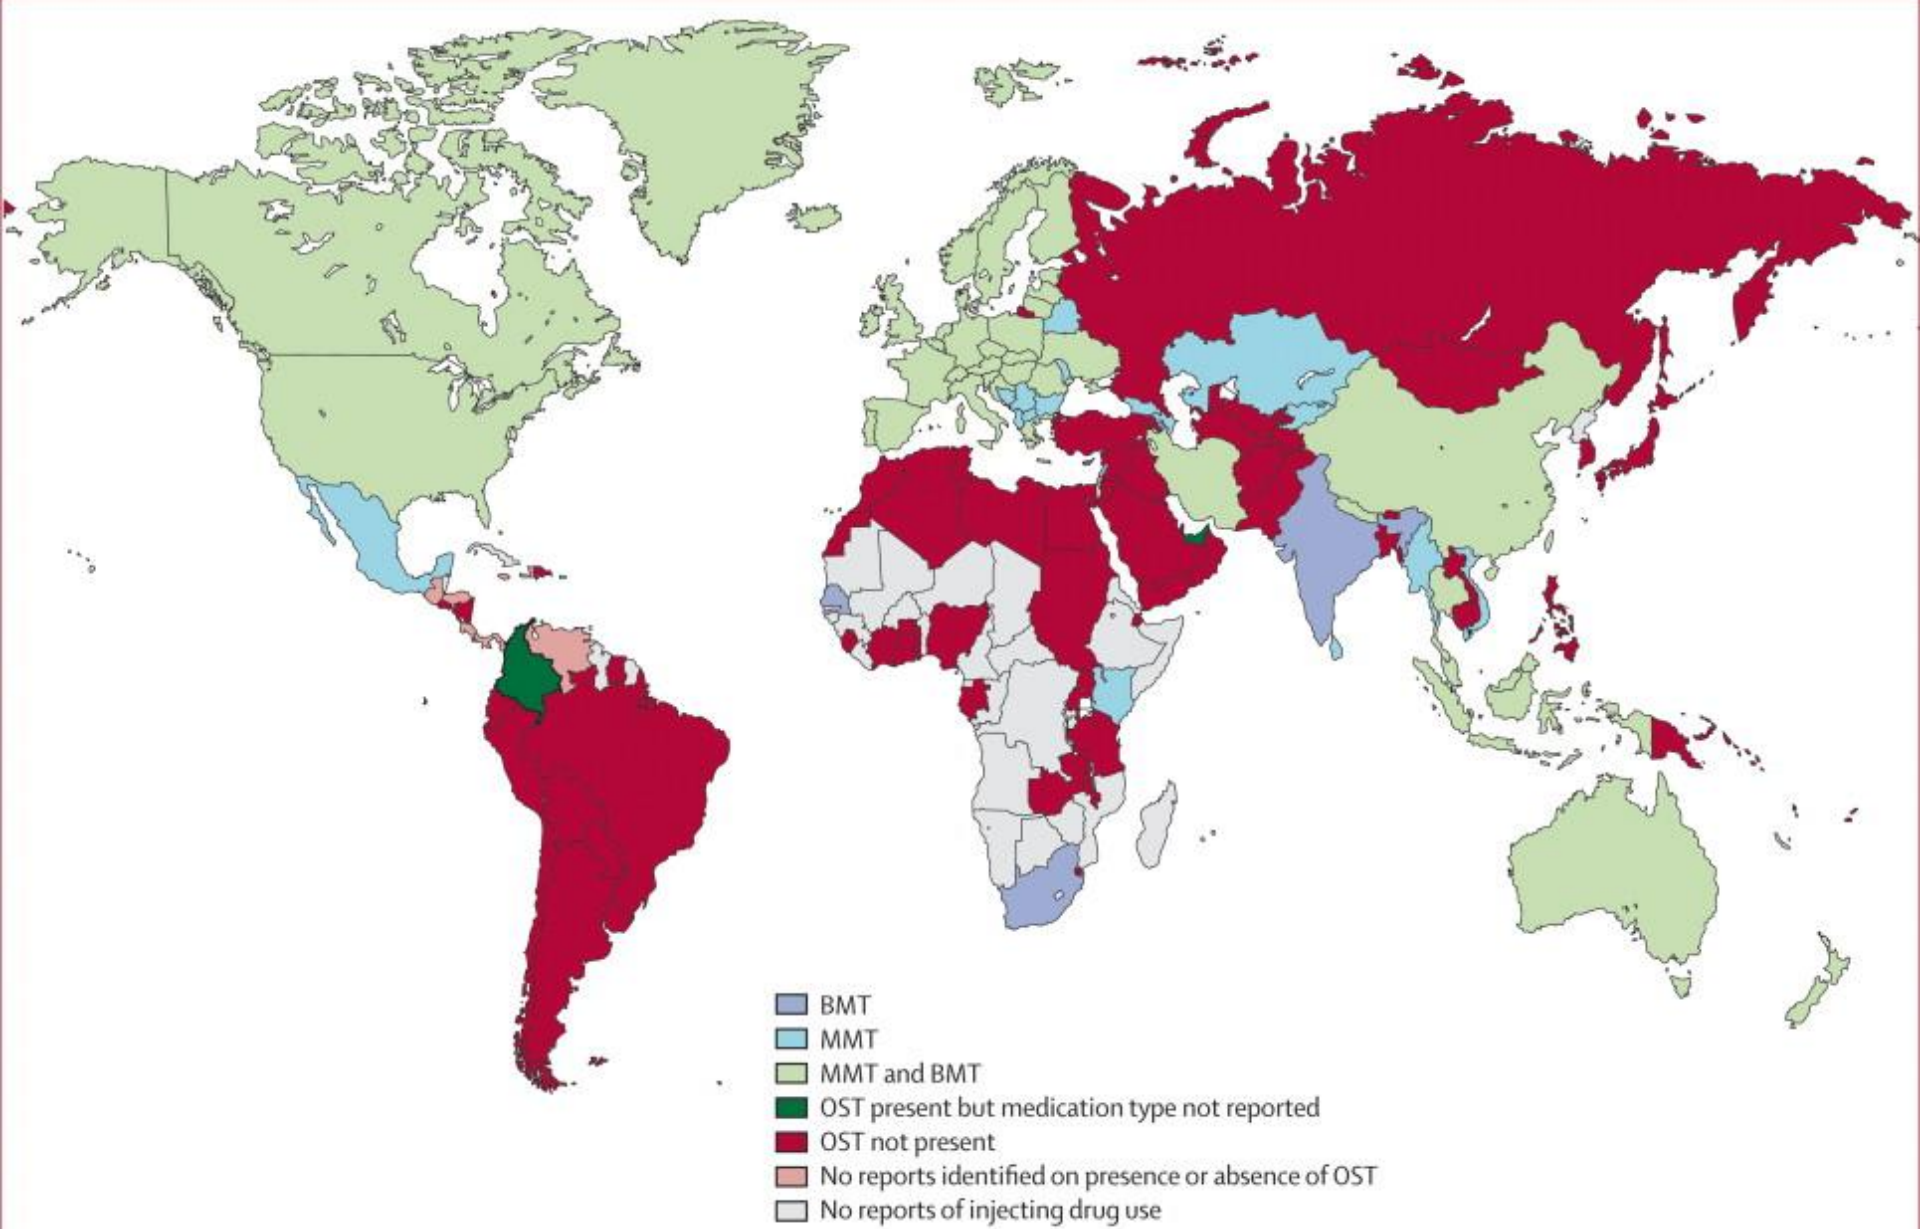 BMT
MMT
MMT and BMT
OST present but medication type not reported
OST not present
No reports identified on presence or absence of OST
No reports of injecting drug use